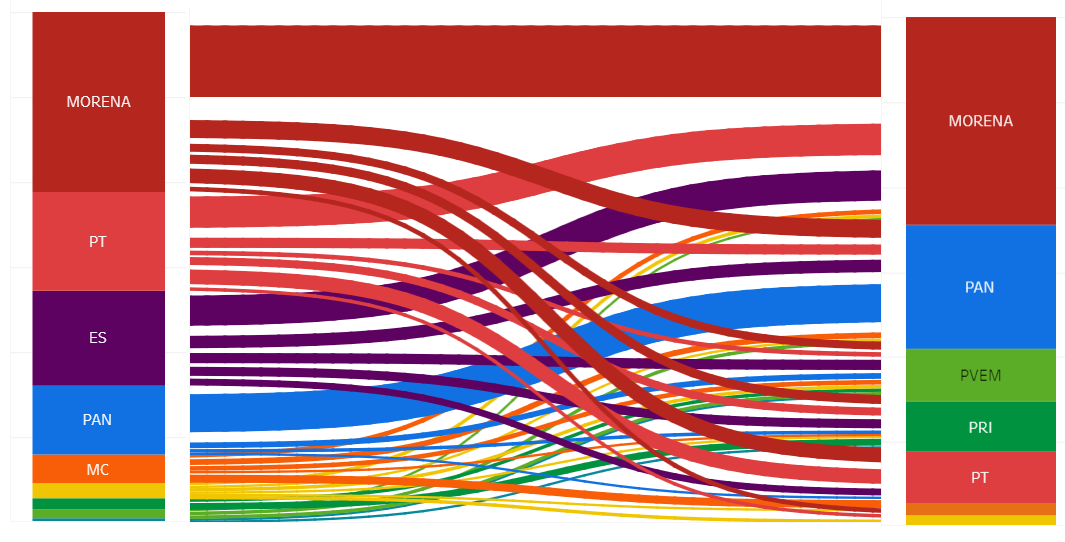 MORENA
PT
ES
PAN
MC
MORENA
PAN
PVEM
PRI
PT